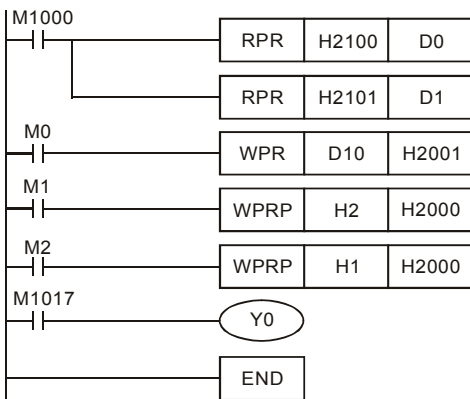 M1000
RPR H2100 D0
RPR H2101 D1
M0
WPR D10 H2001
M1
WPRP H2 H2000
M2
WPRP H1 H2000
M1017
Y0
END